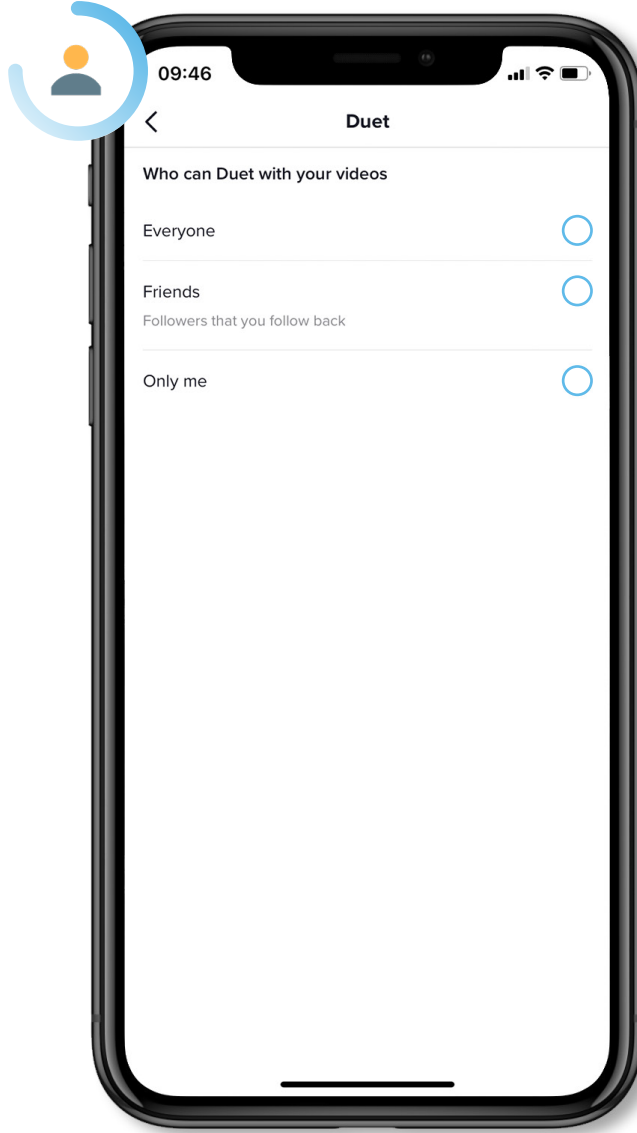 09:46
Duet
Who can Duet with your videos
Everyone
Friends
Followers that you follow back
Only me